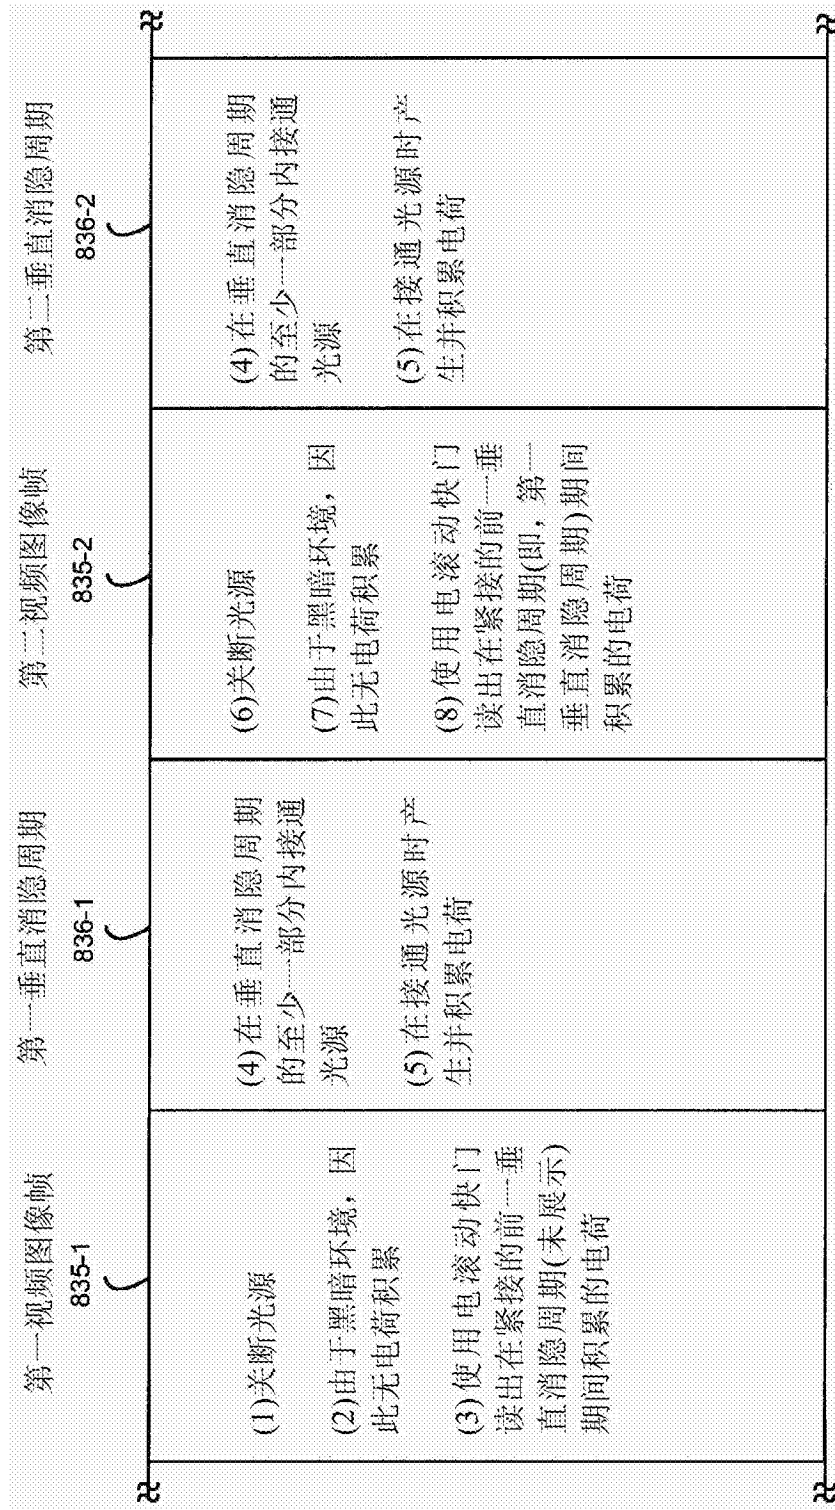 第一视频图像帧
835-1
(1)关断光源
(2)由于黑暗环境，因
此无电荷积累
(3)使用电滚动快门
读出在紧接的前一垂
直消隐周期(未展示)
期间积累的电荷
第一垂直消隐周期
836-1
(4)在垂直消隐周期
的至少一部分内接通
光源
(5)在接通光源时产
生并积累电荷
第二视频图像帧
835-2
(6)关断光源
(7)由于黑暗环境，因
此无电荷积累
(8)使用电滚动快门
读出在紧接的前一垂
直消隐周期(即，第一
垂直消隐周期)期间
积累的电荷
第二垂直消隐周期
836-2
(4)在垂直消隐周期
的至少一部分内接通
光源
(5)在接通光源时产
生并积累电荷